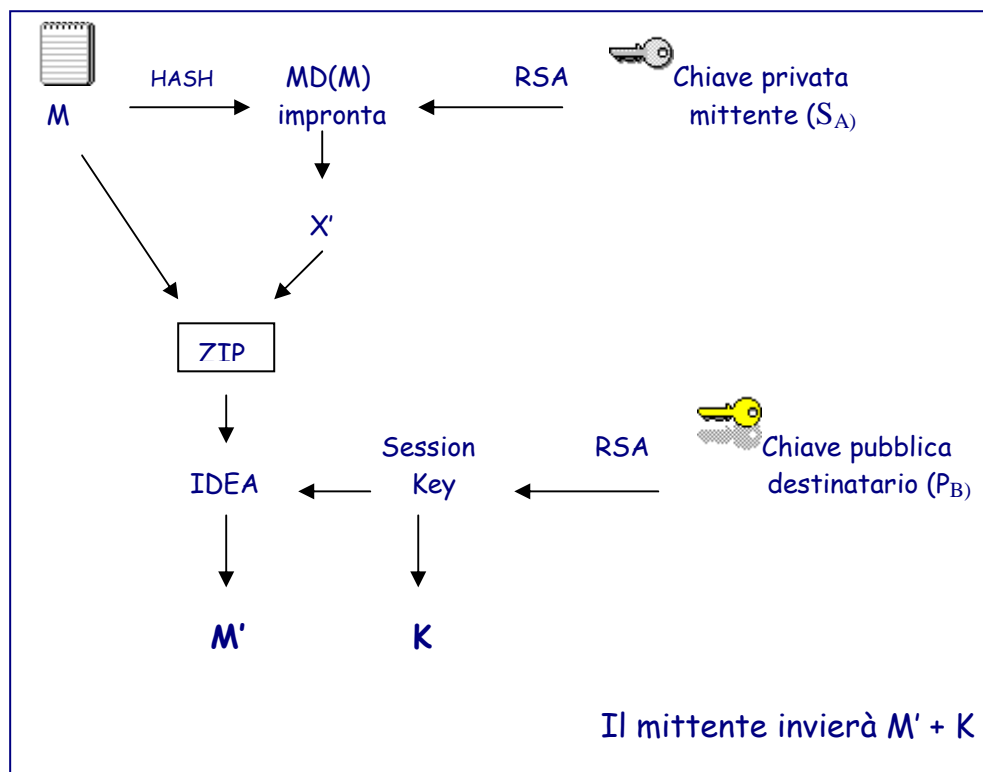 HASH
MD(M)
impronta
RSA
Chiave privata
mittente (SA)
M
X'
ZIP
IDEA
Session
Key
RSA
Chiave pubblica
destinatario (PB)
M'
K
Il mittente invierà M' + K